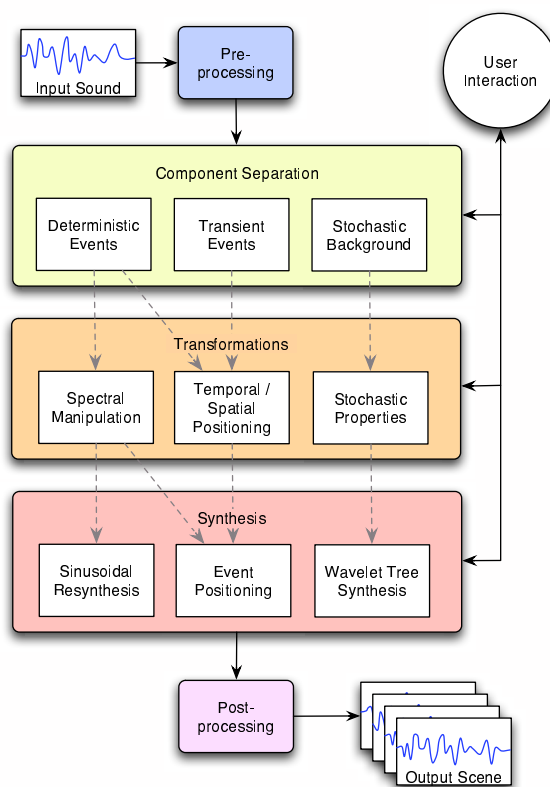 Input Sound
Pre-
processing
User
Interaction
Component Separation
Deterministic
Events
Transient
Events
Stochastic
Background
Transformations
Spectral
Manipulation
Temporal /
Spatial
Positioning
Stochastic
Properties
Synthesis
Sinusoidal
Resynthesis
Event
Positioning
Wavelet Tree
Synthesis
Post-
processing
Output Scene